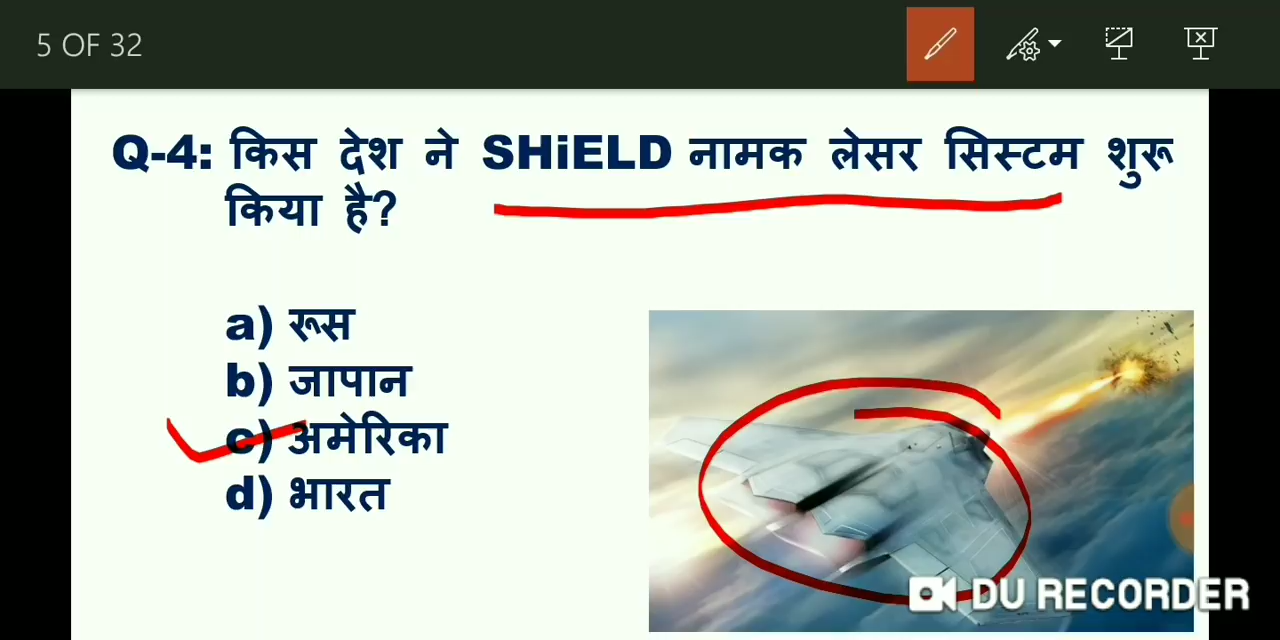 5 OF 32
Q-4: किस देश ने SHiELD नामक लेसर सिस्टम शुरू
किया है?
a) रूस
b) जापान
c) अमेरिका
d) भारत
DU RECORDER